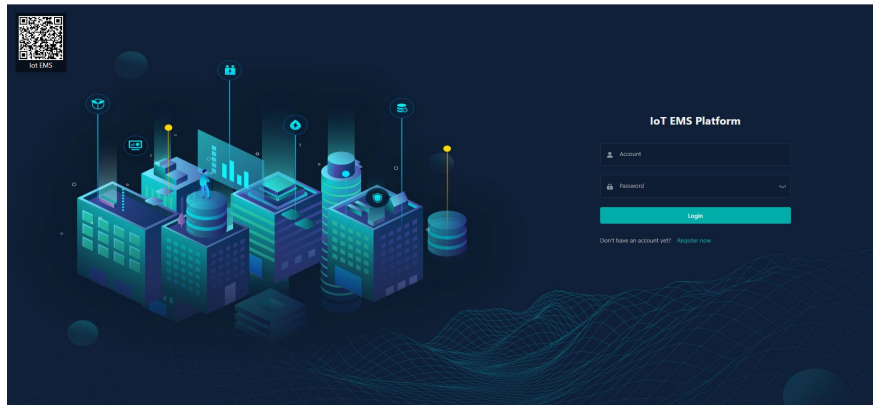 Iot EMS
IoT EMS Platform
Account
Password
Login
Don't have an account yet? Register now